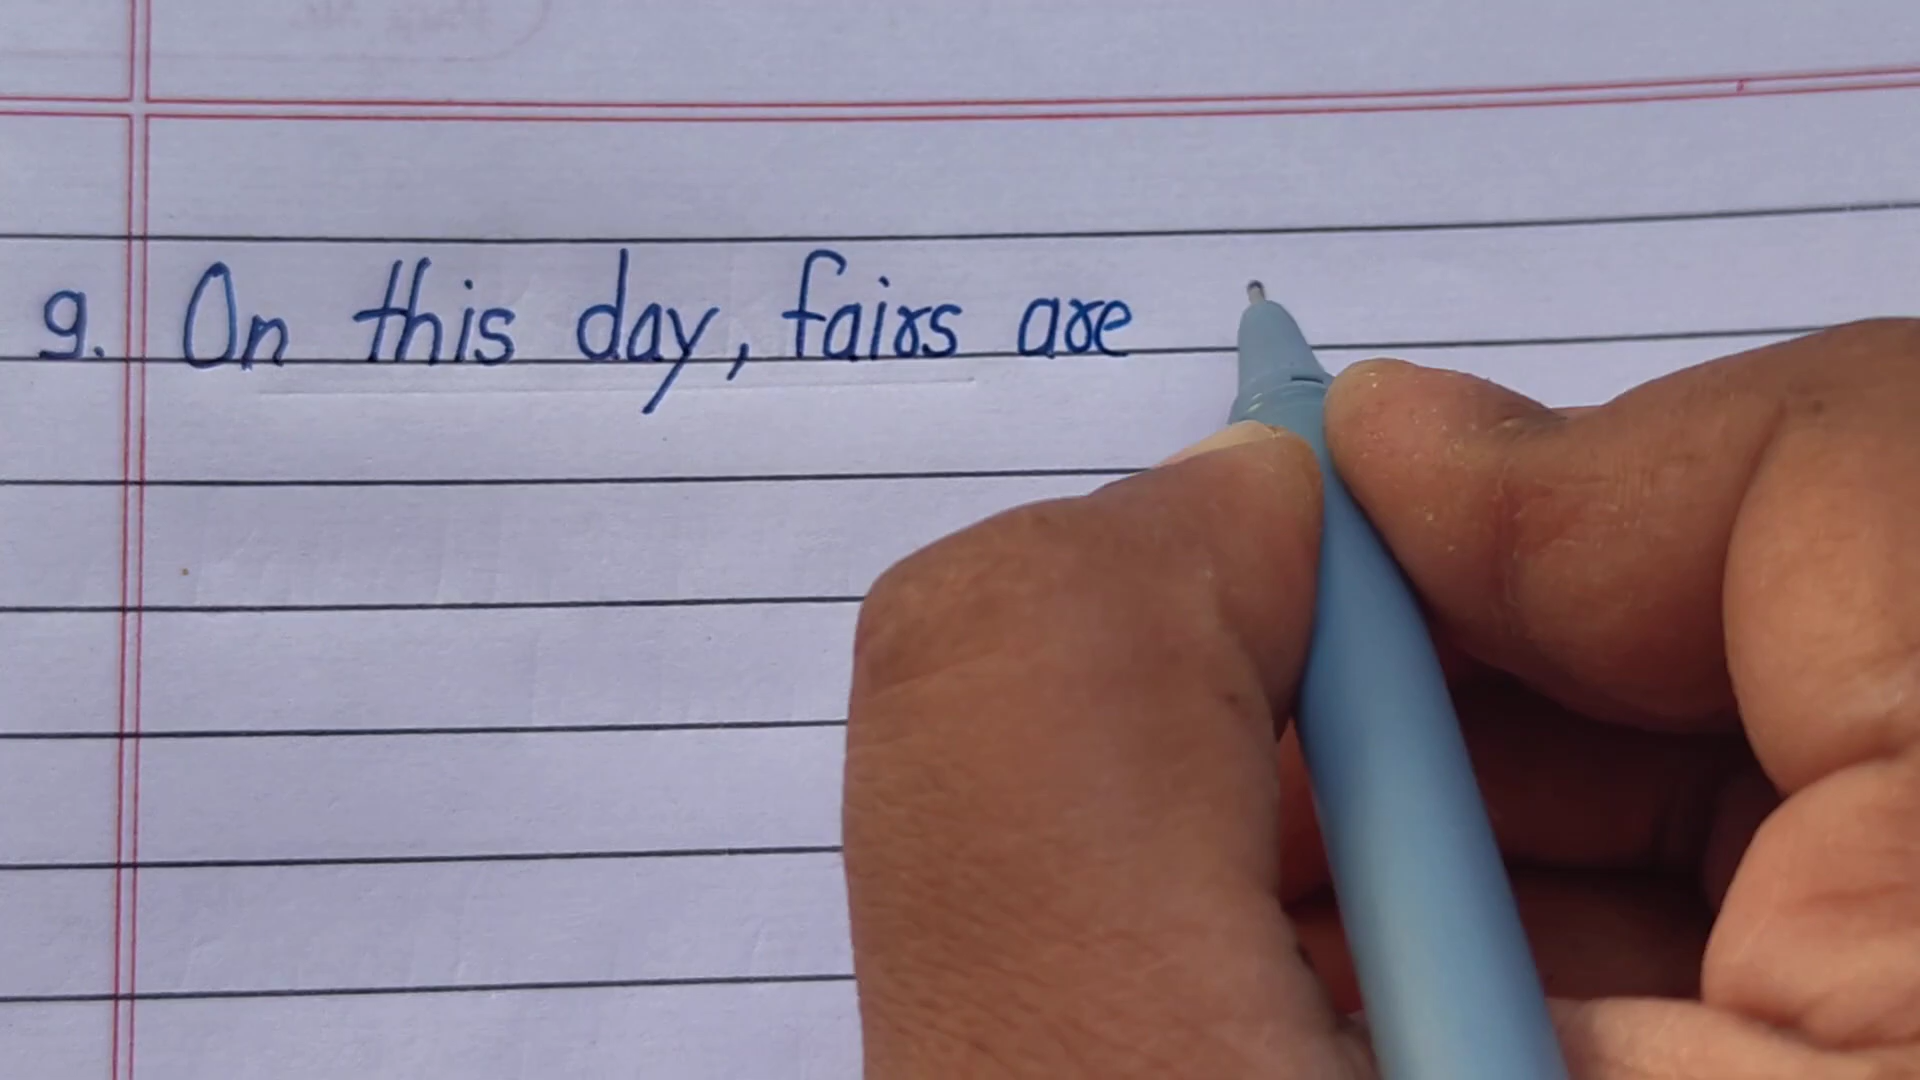 9. On this day, fairs are